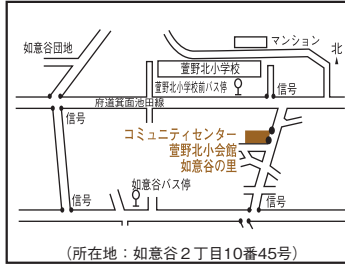 マンション
北
如意谷団地
萱野北小学校
萱野北小学校前バス停
信号
府道箕面池田線
信号
コミュニティセンター
萱野北小会館
如意谷の里
如意谷バス停
信号
信号
（所在地：如意谷２丁目10番45号）